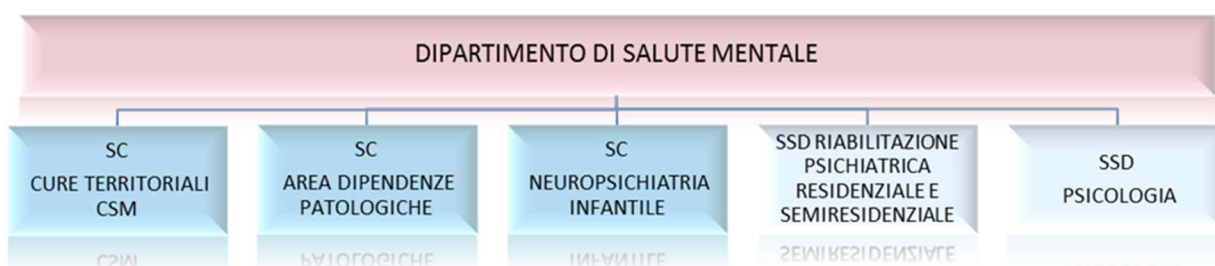 DIPARTIMENTO DI SALUTE MENTALE
SC
CURE TERRITORIALI
CSM
SC
AREA DIPENDENZE
PATOLOGICHE
SC
NEUROPSICHIATRIA
INFANTILE
SSD RIABILITAZIONE
PSICHIATRICA
RESIDENZIALE E
SEMIRESIDENZIALE
SSD
PSICOLOGIA